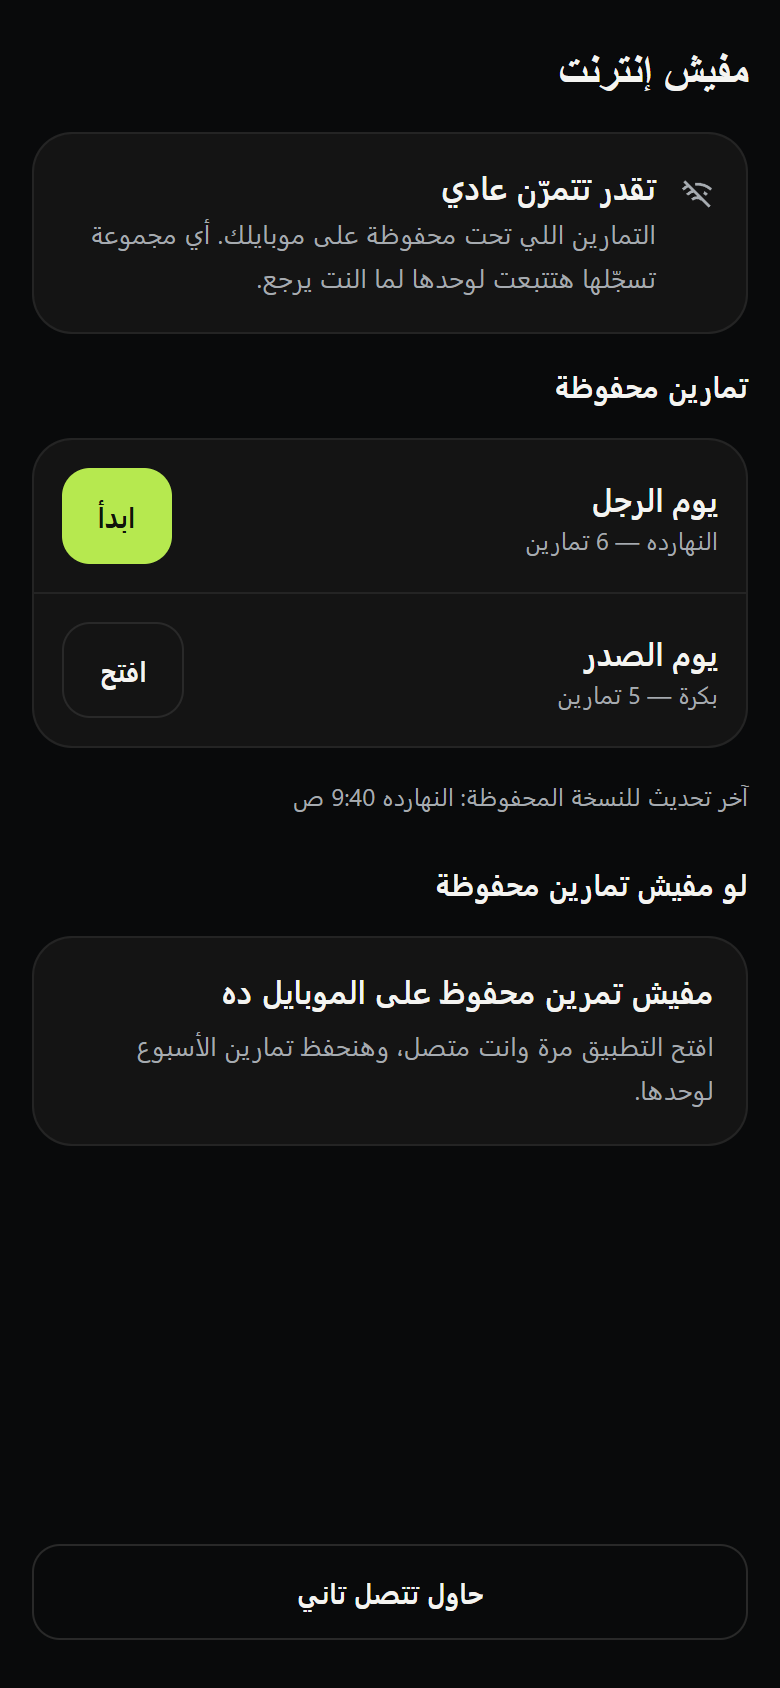 مفيش إنترنت
تقدر تتمرّن عادي
التمارين اللي تحت محفوظة على موبايلك. أي مجموعة
تسجّلها هتتبعت لوحدها لما النت يرجع.
تمارين محفوظة
يوم الرجل
النهارده — 6 تمارين
ابدأ
يوم الصدر
بكرة — 5 تمارين
افتح
آخر تحديث للنسخة المحفوظة: النهارده 9:40 ص
لو مفيش تمارين محفوظة
مفيش تمرين محفوظ على الموبايل ده
افتح التطبيق مرة وانت متصل، وهنحفظ تمارين الأسبوع
لوحدها.
حاول تتصل تاني